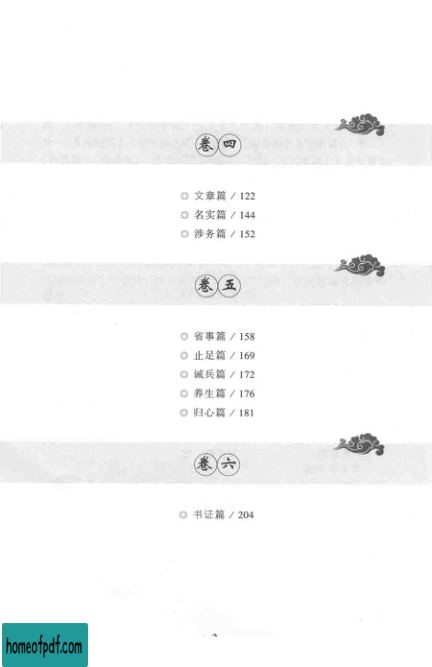 卷四
◎ 文章篇 / 122
◎ 名实篇 / 144
◎ 涉务篇 / 152
卷五
◎ 省事篇 / 158
◎ 止足篇 / 169
◎ 诫兵篇 / 172
◎ 养生篇 / 176
◎ 归心篇 / 181
卷六
◎ 书证篇 / 204
homeofpdf.com